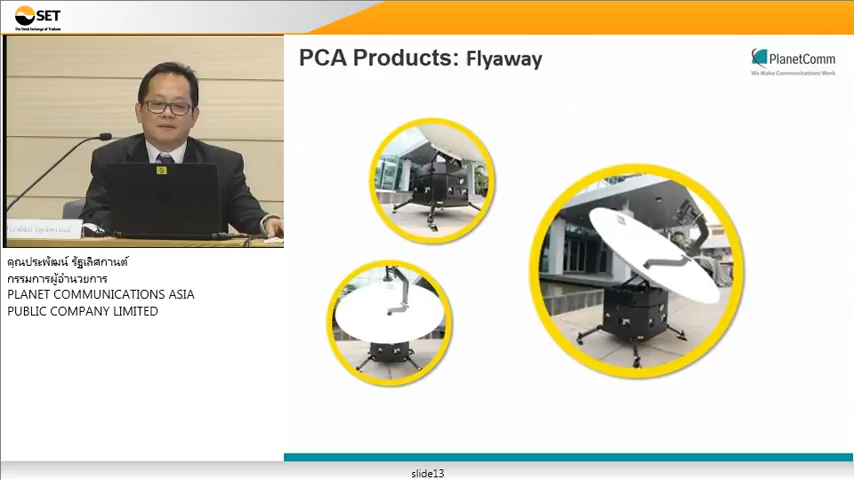 SET
The Stock Exchange of Thailand
PCA Products: Flyaway
PlanetComm
We Make Communications Work
คุณประพัฒน์ รัฐเลิศกานต์
กรรมการผู้อำนวยการ
PLANET COMMUNICATIONS ASIA
PUBLIC COMPANY LIMITED
slide13